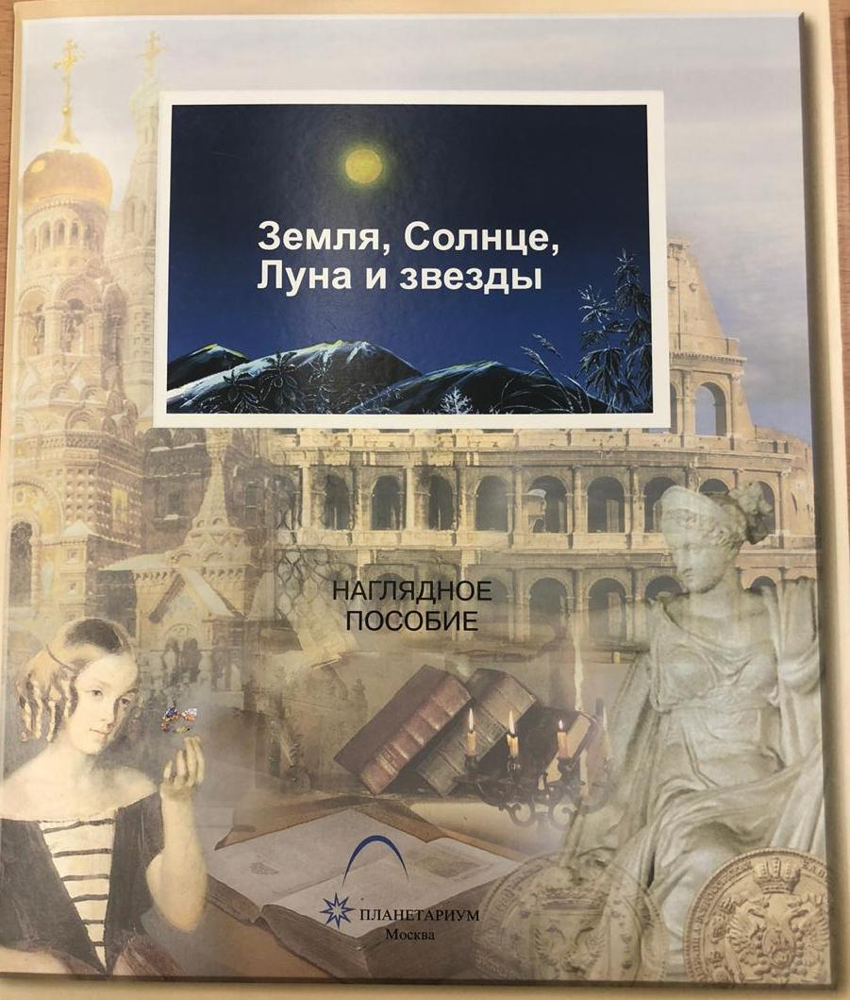 Земля, Солнце,
Луна и звезды
НАГЛЯДНОЕ
ПОСОБИЕ
ПЛАНЕТАРИУМ
Москва